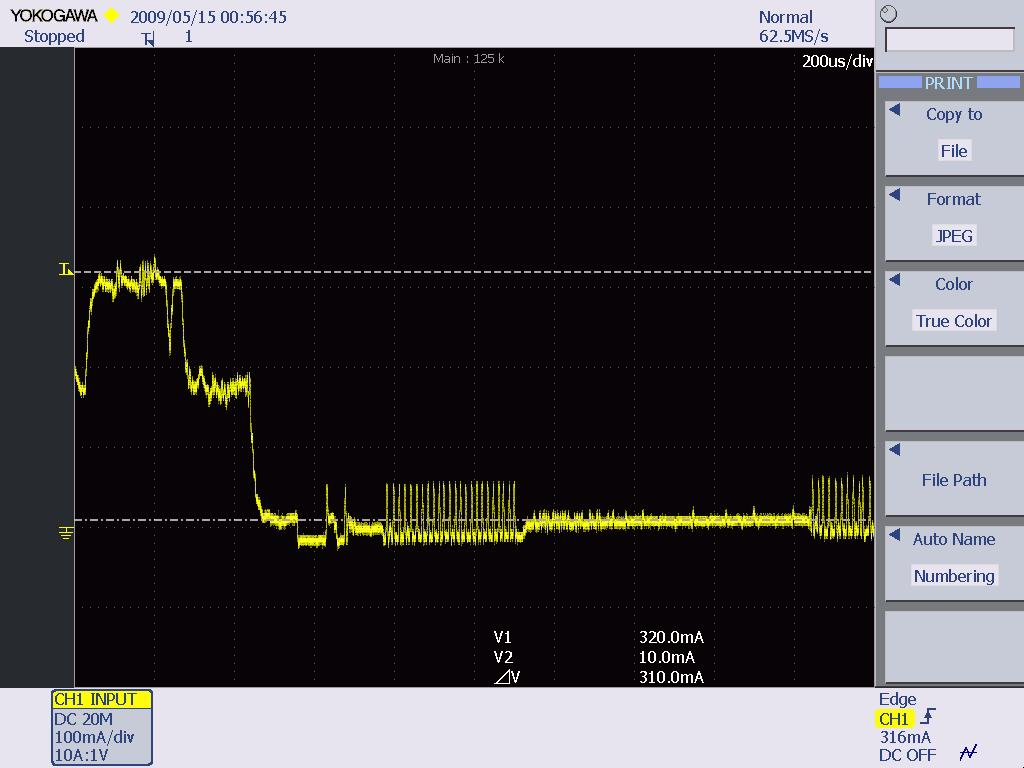 YOKOGAWA 2009/05/15 00:56:45
Normal
Stopped
1
62.5MS/s
Main : 125 k
200us/div
PRINT
Copy to
File
Format
JPEG
Color
True Color
File Path
Auto Name
Numbering
V1 320.0mA
V2 10.0mA
⊿V 310.0mA
CH1 INPUT
DC 20M
100mA/div
10A:1V
Edge
CH1
316mA
DC OFF